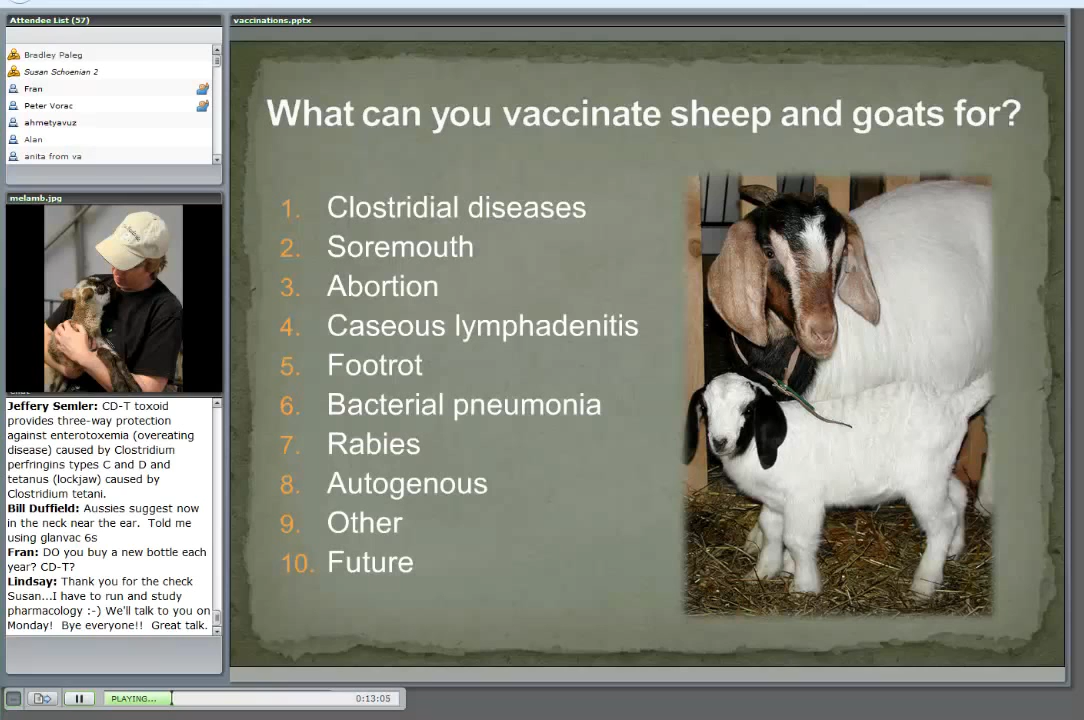 Attendee List (57)
Bradley Paleg
Susan Schoenian 2
Fran
Peter Vorac
ahmetyavuz
Alan
anita from va
melamb.jpg
Jeffery Semler: CD-T toxoid
provides three-way protection
against enterotoxemia (overeating
disease) caused by Clostridium
perfringins types C and D and
tetanus (lockjaw) caused by
Clostridium tetani.
Bill Duffield: Aussies suggest now
in the neck near the ear. Told me
using glanvac 6s
Fran: DO you buy a new bottle each
year? CD-T?
Lindsay: Thank you for the check
Susan...I have to run and study
pharmacology :-) We'll talk to you on
Monday! Bye everyone!! Great talk.
vaccinations.pptx
What can you vaccinate sheep and goats for?
1. Clostridial diseases
2. Soremouth
3. Abortion
4. Caseous lymphadenitis
5. Footrot
6. Bacterial pneumonia
7. Rabies
8. Autogenous
9. Other
10. Future
PLAYING...
0:13:05